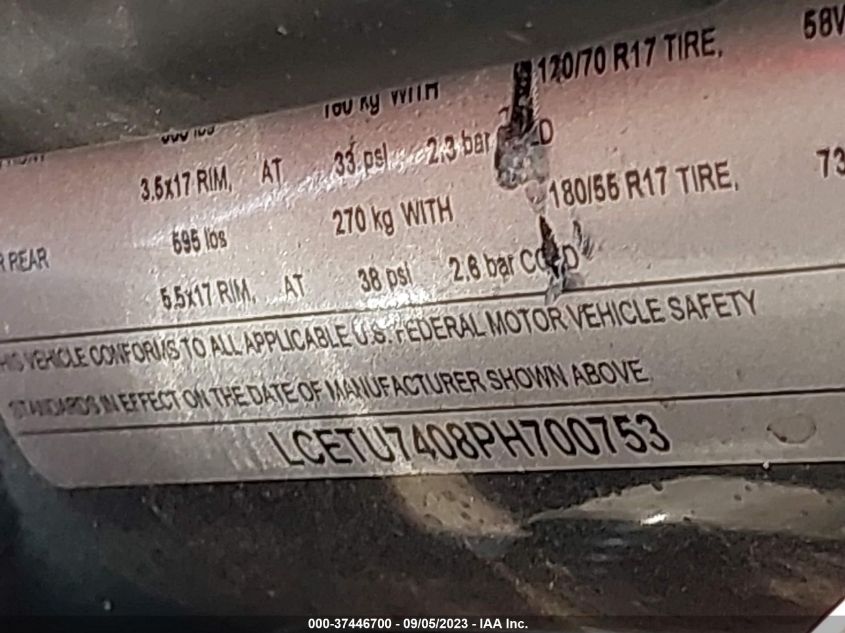 160 kg WITH 120/70 R17 TIRE, 58W
3.5x17 RIM, AT 33 psi 2.3 bar
REAR 595 lbs 270 kg WITH 180/55 R17 TIRE, 73
5.5x17 RIM, AT 38 psi 2.6 bar COLD
THIS VEHICLE CONFORMS TO ALL APPLICABLE U.S. FEDERAL MOTOR VEHICLE SAFETY
STANDARDS IN EFFECT ON THE DATE OF MANUFACTURER SHOWN ABOVE.
LCETU7408PH700753
000-37446700 - 09/05/2023 - IAA Inc.